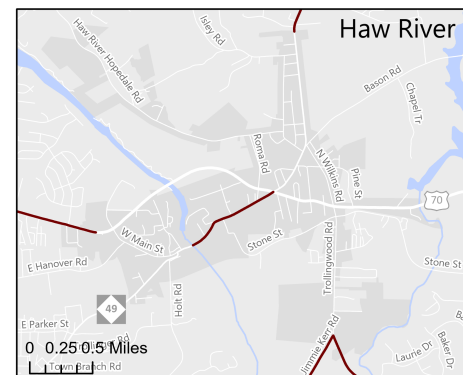 Haw River
Isley Rd
Haw River Hopedale Rd
Bason Rd
Chapel Tr
Roma Rd
N Wilkins Rd
Pine St
70
W Main St
Stone St
E Hanover Rd
Trollingwood Rd
Stone St
Holt Rd
49
E Parker St
Jimmie Kerr Rd
0 0.25 0.5 Miles
Rd
Laurie Dr
Baker Dr
Town Branch Rd